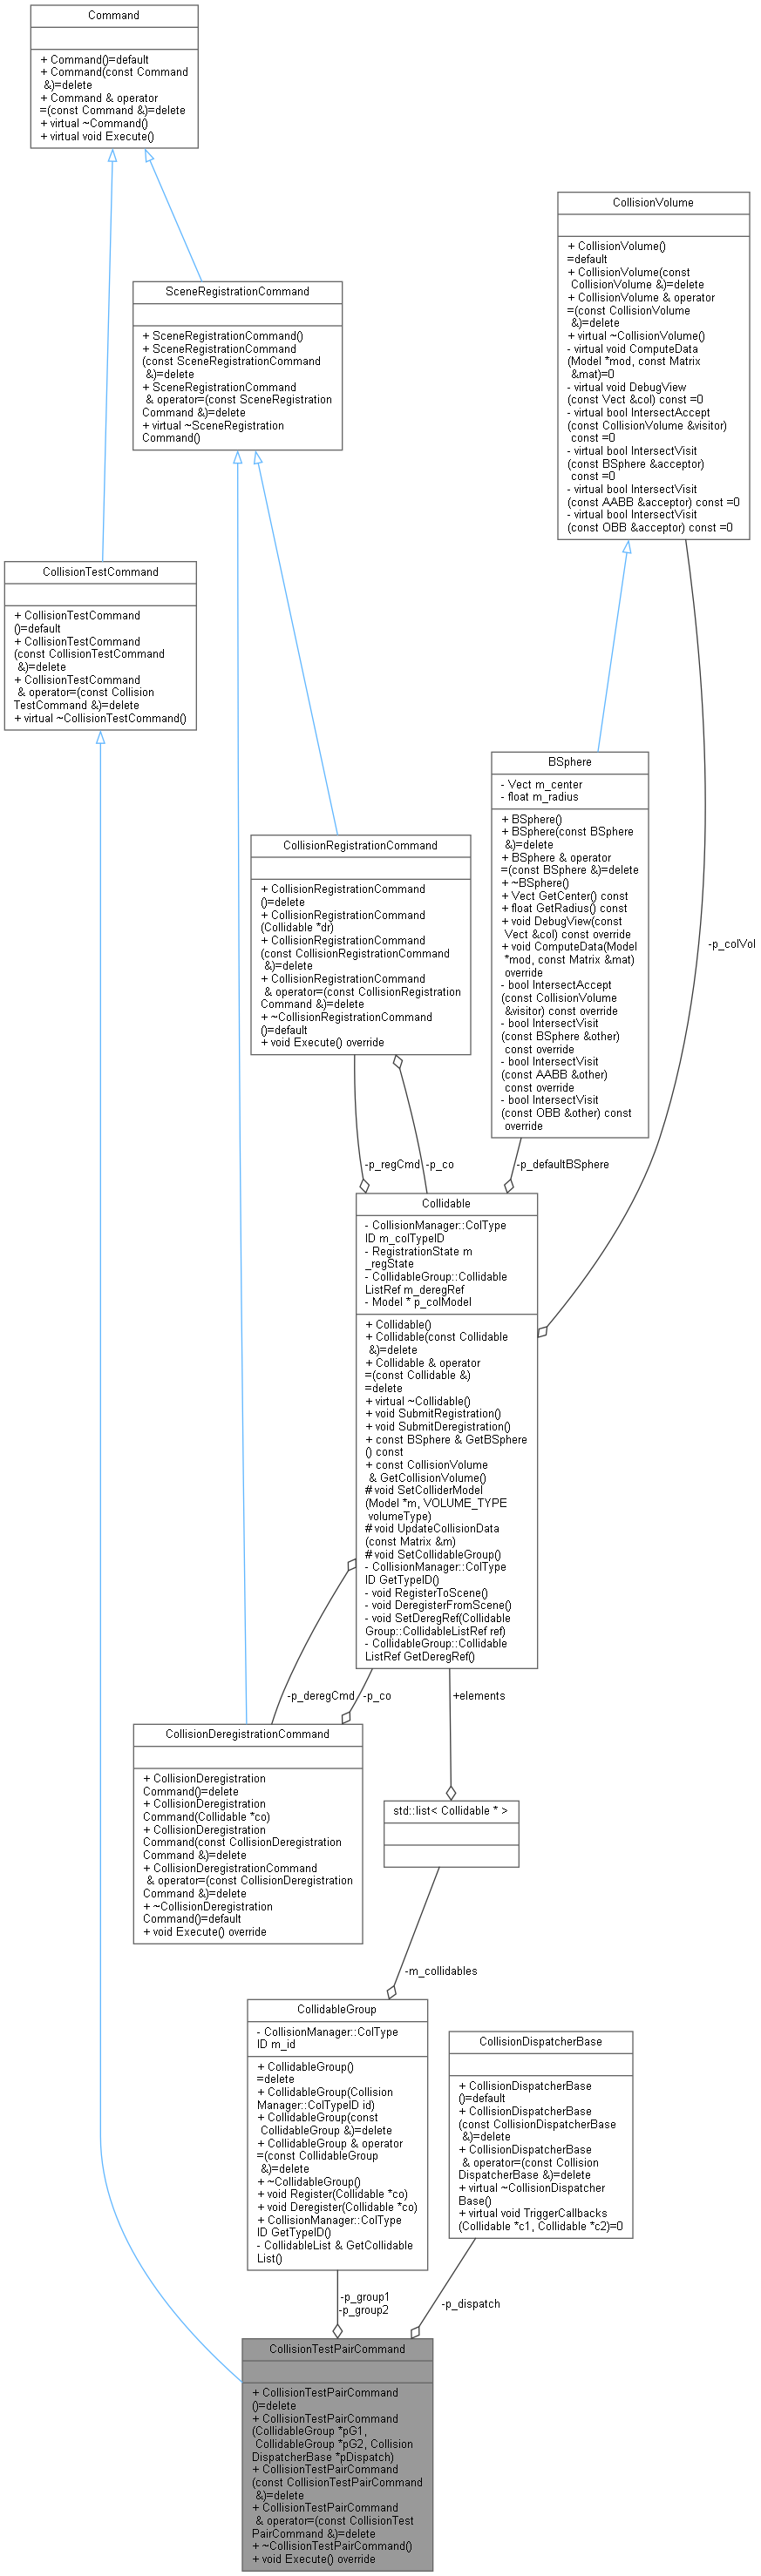 Command
+ Command()=default
+ Command(const Command
 &)=delete
+ Command & operator
=(const Command &)=delete
+ virtual ~Command()
+ virtual void Execute()
CollisionVolume
+ CollisionVolume()
=default
+ CollisionVolume(const
 CollisionVolume &)=delete
+ CollisionVolume & operator
=(const CollisionVolume
 &)=delete
+ virtual ~CollisionVolume()
- virtual void ComputeData
(Model *mod, const Matrix
 &mat)=0
- virtual void DebugView
(const Vect &col) const =0
- virtual bool IntersectAccept
(const CollisionVolume &visitor)
 const =0
- virtual bool IntersectVisit
(const BSphere &acceptor)
 const =0
- virtual bool IntersectVisit
(const AABB &acceptor) const =0
- virtual bool IntersectVisit
(const OBB &acceptor) const =0
SceneRegistrationCommand
+ SceneRegistrationCommand()
+ SceneRegistrationCommand
(const SceneRegistrationCommand
 &)=delete
+ SceneRegistrationCommand
 & operator=(const SceneRegistration
Command &)=delete
+ virtual ~SceneRegistration
Command()
CollisionTestCommand
+ CollisionTestCommand
()=default
+ CollisionTestCommand
(const CollisionTestCommand
 &)=delete
+ CollisionTestCommand
 & operator=(const Collision
TestCommand &)=delete
+ virtual ~CollisionTestCommand()
BSphere
- Vect m_center
- float m_radius
+ BSphere()
+ BSphere(const BSphere
 &)=delete
+ BSphere & operator
=(const BSphere &)=delete
+ ~BSphere()
+ Vect GetCenter() const
+ float GetRadius() const
+ void DebugView(const
 Vect &col) const override
+ void ComputeData(Model
 *mod, const Matrix &mat)
 override
- bool IntersectAccept
(const CollisionVolume
 &visitor) const override
- bool IntersectVisit
(const BSphere &other)
 const override
- bool IntersectVisit
(const AABB &other)
 const override
- bool IntersectVisit
(const OBB &other) const
 override
CollisionRegistrationCommand
+ CollisionRegistrationCommand
()=delete
+ CollisionRegistrationCommand
(Collidable *dr)
+ CollisionRegistrationCommand
(const CollisionRegistrationCommand
 &)=delete
+ CollisionRegistrationCommand
 & operator=(const CollisionRegistration
Command &)=delete
+ ~CollisionRegistrationCommand
()=default
+ void Execute() override
-p_colVol
-p_regCmd
-p_co
-p_defaultBSphere
Collidable
- CollisionManager::ColType
ID m_colTypeID
- RegistrationState m
_regState
- CollidableGroup::Collidable
ListRef m_deregRef
- Model * p_colModel
+ Collidable()
+ Collidable(const Collidable
 &)=delete
+ Collidable & operator
=(const Collidable &)
=delete
+ virtual ~Collidable()
+ void SubmitRegistration()
+ void SubmitDeregistration()
+ const BSphere & GetBSphere
() const
+ const CollisionVolume
 & GetCollisionVolume()
# void SetColliderModel
(Model *m, VOLUME_TYPE
 volumeType)
# void UpdateCollisionData
(const Matrix &m)
# void SetCollidableGroup()
- CollisionManager::ColType
ID GetTypeID()
- void RegisterToScene()
- void DeregisterFromScene()
- void SetDeregRef(Collidable
Group::CollidableListRef ref)
- CollidableGroup::Collidable
ListRef GetDeregRef()
-p_deregCmd
-p_co
+elements
CollisionDeregistrationCommand
+ CollisionDeregistration
Command()=delete
+ CollisionDeregistration
Command(Collidable *co)
+ CollisionDeregistration
Command(const CollisionDeregistration
Command &)=delete
+ CollisionDeregistrationCommand
 & operator=(const CollisionDeregistration
Command &)=delete
+ ~CollisionDeregistration
Command()=default
+ void Execute() override
std::list< Collidable * >
-m_collidables
CollidableGroup
- CollisionManager::ColType
ID m_id
+ CollidableGroup()
=delete
+ CollidableGroup(Collision
Manager::ColTypeID id)
+ CollidableGroup(const
 CollidableGroup &)=delete
+ CollidableGroup & operator
=(const CollidableGroup
 &)=delete
+ ~CollidableGroup()
+ void Register(Collidable *co)
+ void Deregister(Collidable *co)
+ CollisionManager::ColType
ID GetTypeID()
- CollidableList & GetCollidable
List()
CollisionDispatcherBase
+ CollisionDispatcherBase
()=default
+ CollisionDispatcherBase
(const CollisionDispatcherBase
 &)=delete
+ CollisionDispatcherBase
 & operator=(const Collision
DispatcherBase &)=delete
+ virtual ~CollisionDispatcher
Base()
+ virtual void TriggerCallbacks
(Collidable *c1, Collidable *c2)=0
-p_group1
-p_group2
-p_dispatch
CollisionTestPairCommand
+ CollisionTestPairCommand
()=delete
+ CollisionTestPairCommand
(CollidableGroup *pG1,
 CollidableGroup *pG2, Collision
DispatcherBase *pDispatch)
+ CollisionTestPairCommand
(const CollisionTestPairCommand
 &)=delete
+ CollisionTestPairCommand
 & operator=(const CollisionTest
PairCommand &)=delete
+ ~CollisionTestPairCommand()
+ void Execute() override